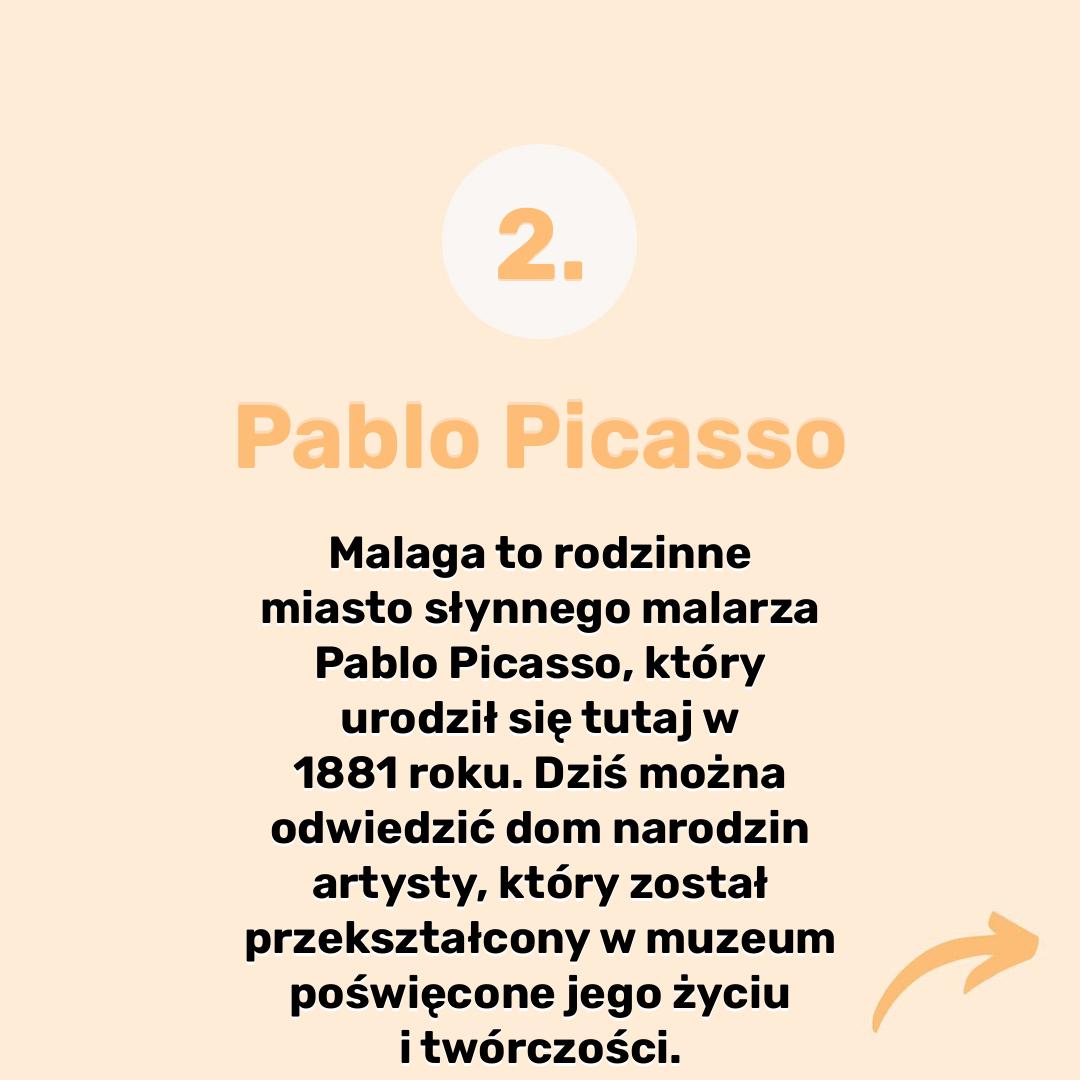 2.
Pablo Picasso
Malaga to rodzinne
miasto słynnego malarza
Pablo Picasso, który
urodził się tutaj w
1881 roku. Dziś można
odwiedzić dom narodzin
artysty, który został
przekształcony w muzeum
poświęcone jego życiu
i twórczości.